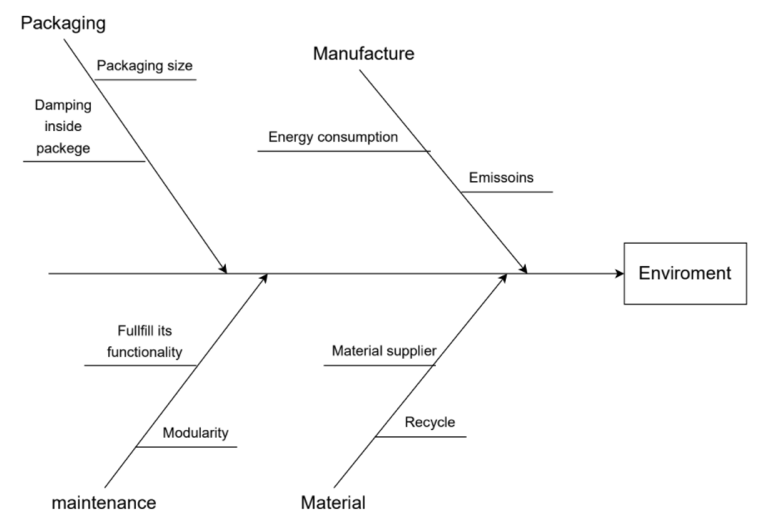 Packaging
Packaging size
Damping
inside
packege
Manufacture
Energy consumption
Emissoins
Enviroment
Fullfill its
functionality
Modularity
maintenance
Material supplier
Recycle
Material